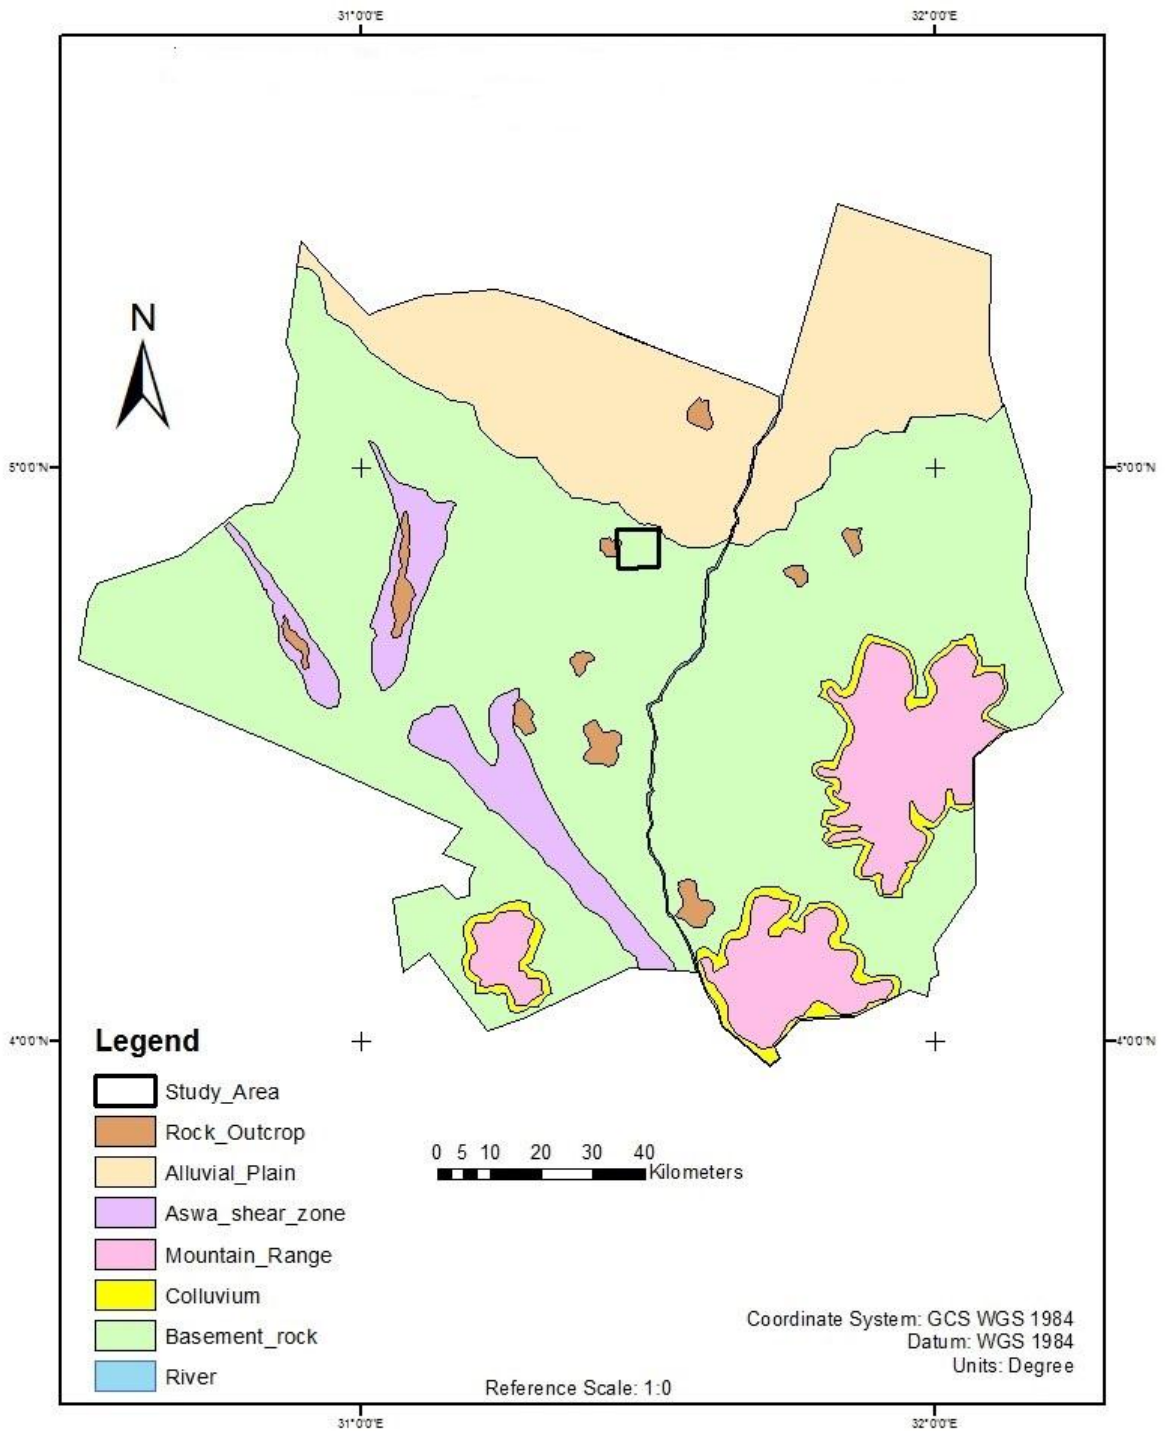 31°0'0"E 32°0'0"E
N
5°0'0"N 5°0'0"N
4°0'0"N 4°0'0"N
Legend
Study_Area
Rock_Outcrop
Alluvial_Plain
Aswa_shear_zone
Mountain_Range
Colluvium
Basement_rock
River
0 5 10 20 30 40
Kilometers
Coordinate System: GCS WGS 1984
Datum: WGS 1984
Units: Degree
Reference Scale: 1:0
31°0'0"E 32°0'0"E